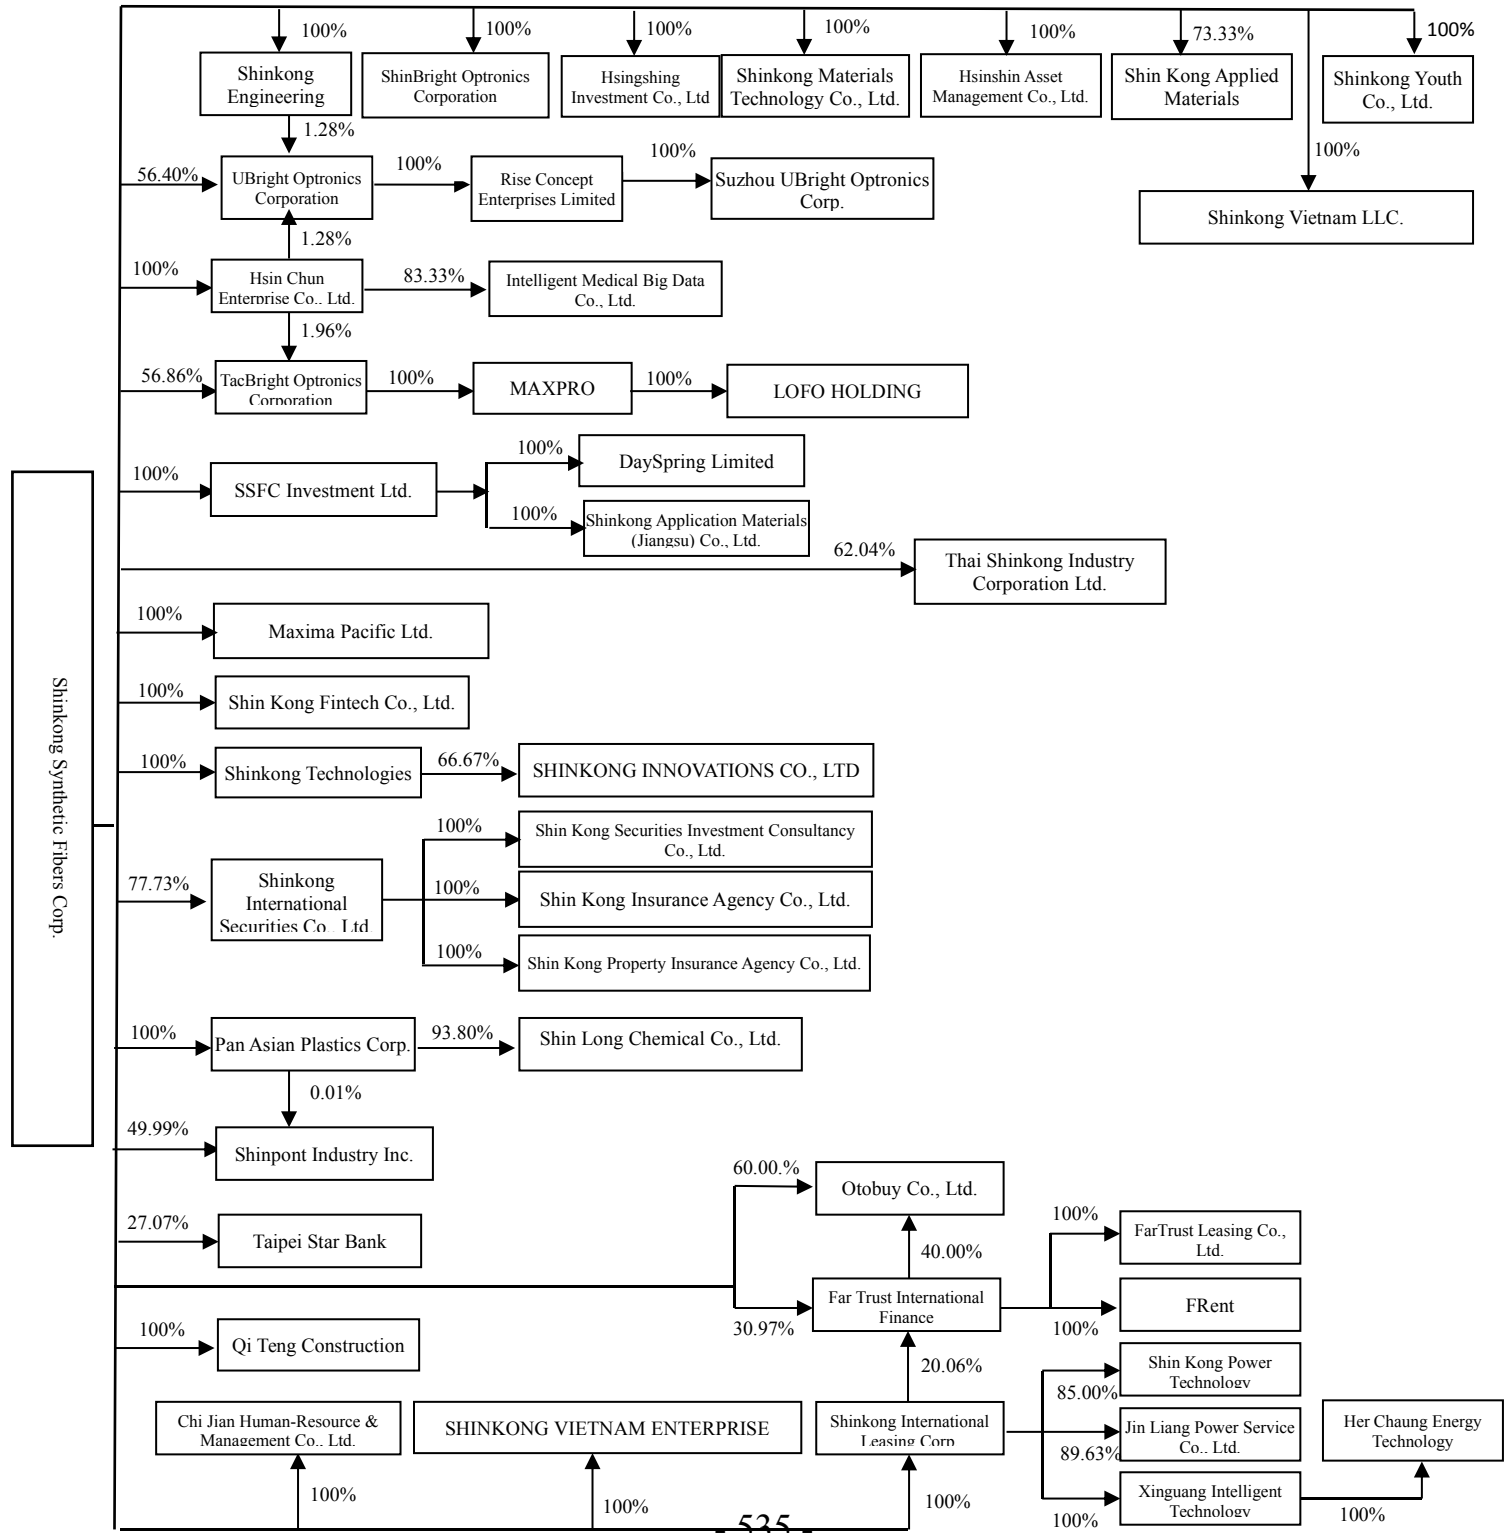 100%
100%
100%
100%
100%
73.33%
100%
Shinkong
Engineering
ShinBright Optronics
Corporation
Hsingshing
Investment Co., Ltd
Shinkong Materials
Technology Co., Ltd.
Hsinshin Asset
Management Co., Ltd.
Shin Kong Applied
Materials
Shinkong Youth
Co., Ltd.
1.28%
100%
56.40%
UBright Optronics
Corporation
100%
Rise Concept
Enterprises Limited
100%
Suzhou UBright Optronics
Corp.
Shinkong Vietnam LLC.
1.28%
100%
Hsin Chun
Enterprise Co., Ltd.
83.33%
Intelligent Medical Big Data
Co., Ltd.
1.96%
56.86%
TacBright Optronics
Corporation
100%
MAXPRO
100%
LOFO HOLDING
100%
SSFC Investment Ltd.
100%
DaySpring Limited
100%
Shinkong Application Materials
(Jiangsu) Co., Ltd.
62.04%
Thai Shinkong Industry
Corporation Ltd.
100%
Maxima Pacific Ltd.
Shinkong Synthetic Fibers Corp.
100%
Shin Kong Fintech Co., Ltd.
100%
Shinkong Technologies
66.67%
SHINKONG INNOVATIONS CO., LTD
77.73%
Shinkong
International
Securities Co., Ltd.
100%
Shin Kong Securities Investment Consultancy
Co., Ltd.
100%
Shin Kong Insurance Agency Co., Ltd.
100%
Shin Kong Property Insurance Agency Co., Ltd.
100%
Pan Asian Plastics Corp.
93.80%
Shin Long Chemical Co., Ltd.
0.01%
49.99%
Shinpont Industry Inc.
60.00.%
Otobuy Co., Ltd.
27.07%
Taipei Star Bank
40.00%
100%
FarTrust Leasing Co.,
Ltd.
30.97%
Far Trust International
Finance
100%
FRent
100%
Qi Teng Construction
20.06%
85.00%
Shin Kong Power
Technology
Chi Jian Human-Resource &
Management Co., Ltd.
SHINKONG VIETNAM ENTERPRISE
Shinkong International
Leasing Corp
89.63%
Jin Liang Power Service
Co., Ltd.
Her Chaung Energy
Technology
100%
100%
100%
100%
Xinguang Intelligent
Technology
100%
- 535 -